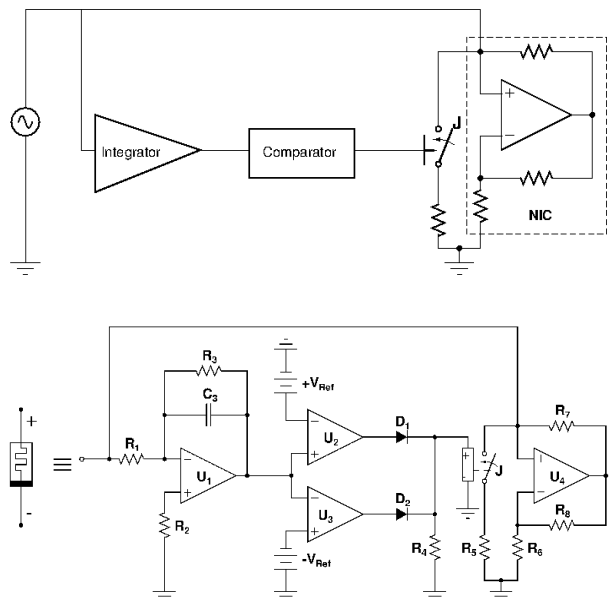 Integrator
Comparator
J
+
−
NIC
+
-
≡
R1
R2
R3
C3
−
+
U1
+VRef
−
+
U2
−
+
U3
-VRef
D1
D2
R4
+
-
J
R5
R6
R7
I
−
U4
R8